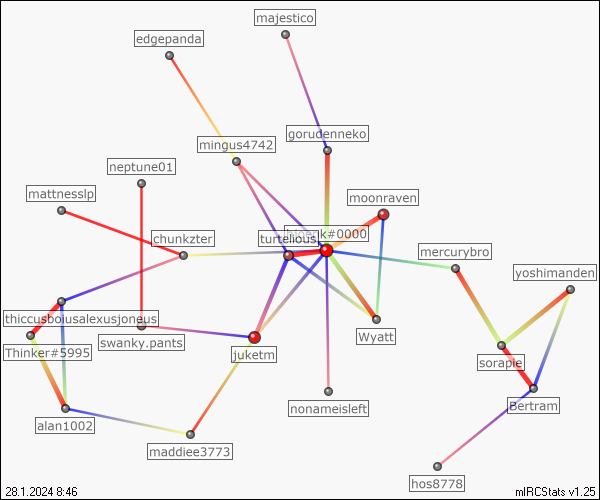 majestico
edgepanda
gorudenneko
mingus4742
neptune01
mattnesslp
moonraven
chunkzter
turtelious
k#0000
mercurybro
yoshimanden
thiccusboiusalexusjoneus
swanky.pants
Wyatt
Thinker#5995
juketm
sorapie
nonameisleft
Bertram
alan1002
maddiee3773
hos8778
28.1.2024 8:46
mIRCStats v1.25